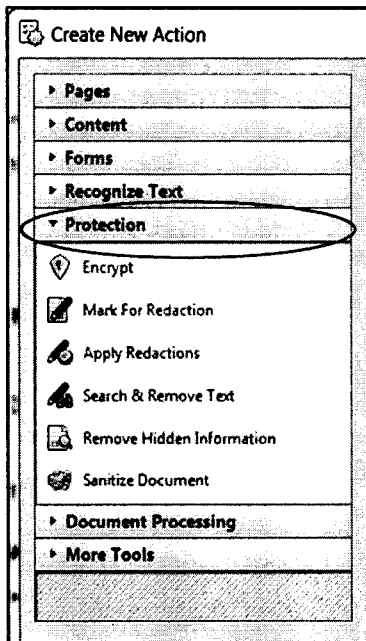 Create New Action
Pages
Content
Forms
Recognize Text
Protection
Encrypt
Mark For Redaction
Apply Redactions
Search & Remove Text
Remove Hidden Information
Sanitize Document
Document Processing
More Tools